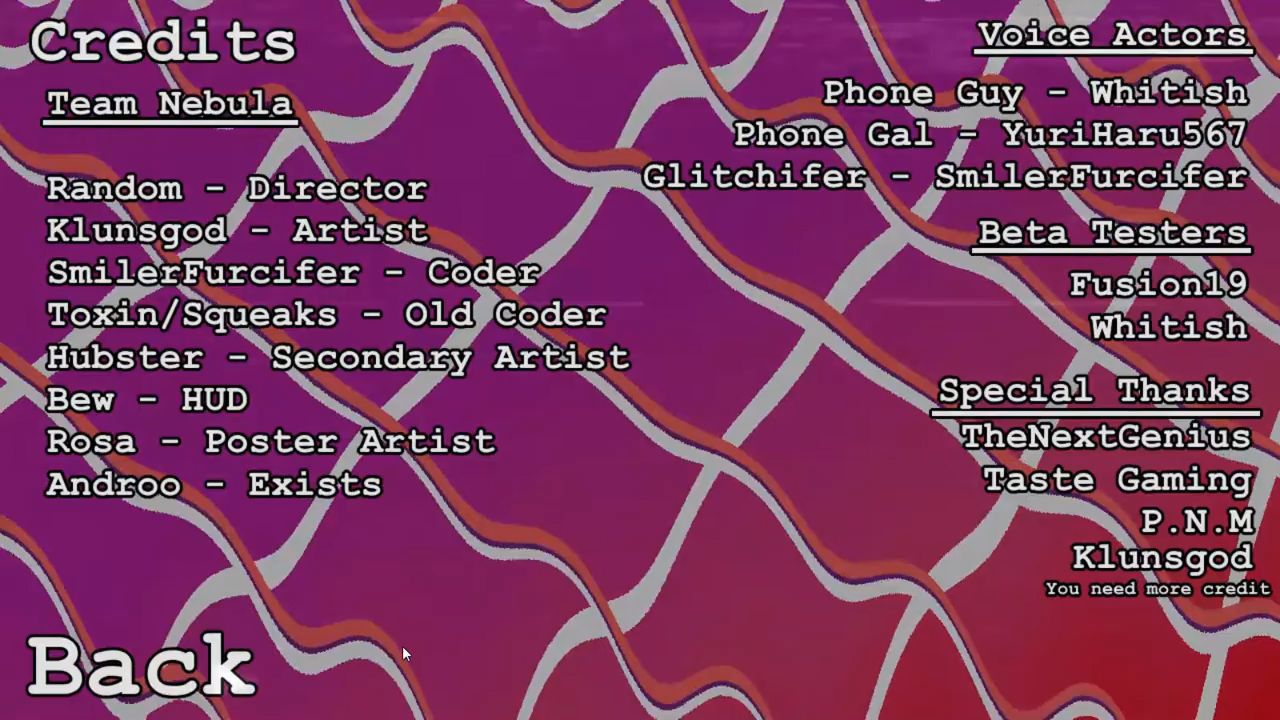 Credits
Team Nebula
Random - Director
Klunsgod - Artist
SmilerFurcifer - Coder
Toxin/Squeaks - Old Coder
Hubster - Secondary Artist
Bew - HUD
Rosa - Poster Artist
Androo - Exists
Back
Voice Actors
Phone Guy - Whitish
Phone Gal - YuriHaru567
Glitchifer - SmilerFurcifer
Beta Testers
Fusion19
Whitish
Special Thanks
TheNextGenius
Taste Gaming
P.N.M
Klunsgod
You need more credit